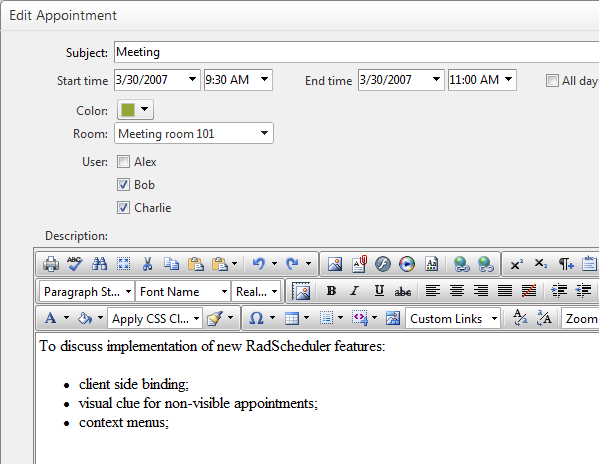 Edit Appointment
Subject: Meeting
Start time 3/30/2007 9:30 AM End time 3/30/2007 11:00 AM All day
Color:
Room: Meeting room 101
User: Alex
Bob
Charlie
Description:
Paragraph St... Font Name Real... B I U abc
A Apply CSS Cl... Ω Custom Links Zoom
To discuss implementation of new RadScheduler features:
• client side binding;
• visual clue for non-visible appointments;
• context menus;